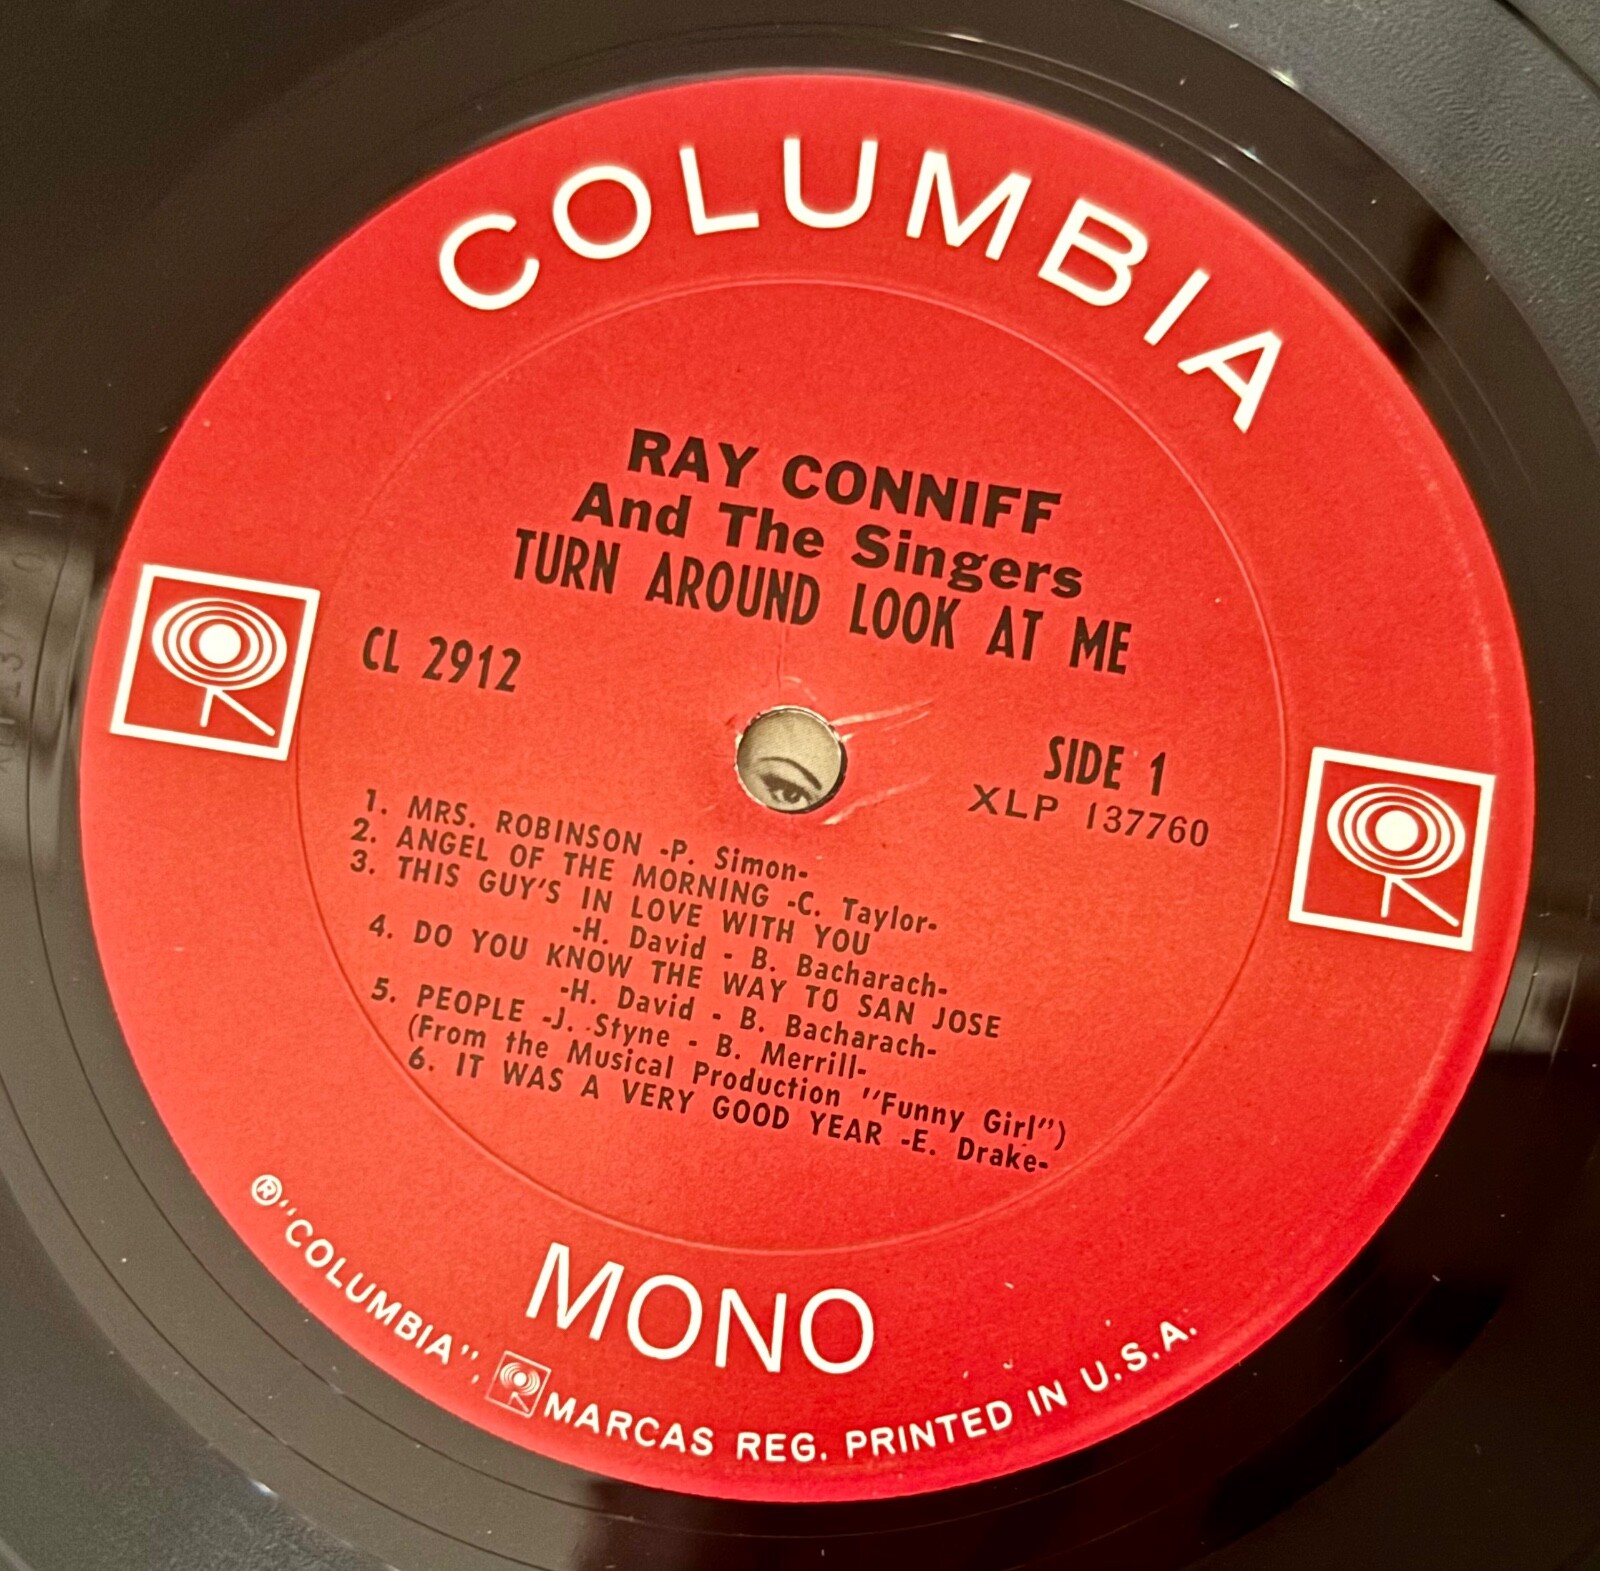 COLUMBIA
RAY CONNIFF
And The Singers
TURN AROUND LOOK AT ME
CL 2912
SIDE 1
XLP 137760
1. MRS. ROBINSON -P. Simon-
2. ANGEL OF THE MORNING -C. Taylor-
3. THIS GUY'S IN LOVE WITH YOU
-H. David - B. Bacharach-
4. DO YOU KNOW THE WAY TO SAN JOSE
-H. David - B. Bacharach-
5. PEOPLE -J. Styne - B. Merrill-
(From the Musical Production "Funny Girl")
6. IT WAS A VERY GOOD YEAR -E. Drake-
MONO
® "COLUMBIA", MARCAS REG. PRINTED IN U.S.A.